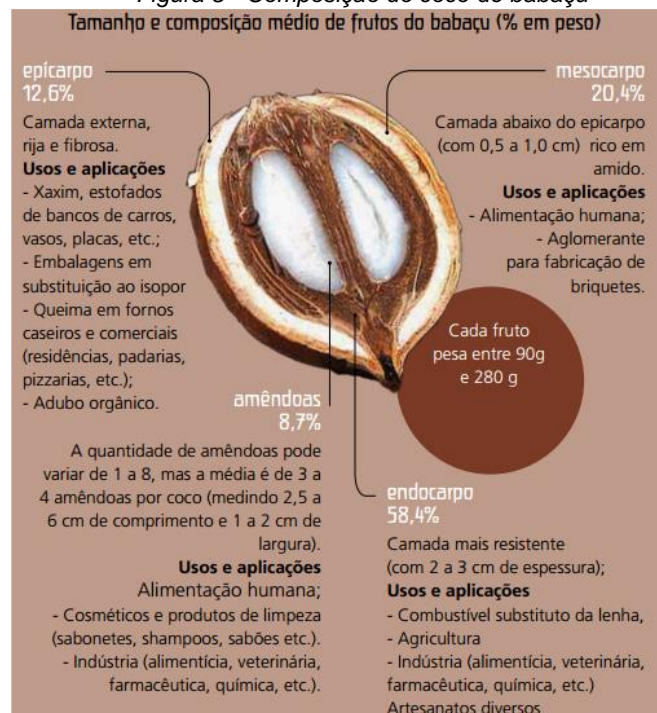 Tamanho e composição médio de frutos do babaçu (% em peso)
epicarpo
12,6%
Camada externa,
rija e fibrosa.
Usos e aplicações
- Xaxim, estofados
de bancos de carros,
vasos, placas, etc.;
- Embalagens em
substituição ao isopor
- Queima em fornos
caseiros e comerciais
(residências, padarias,
pizzarias, etc.);
- Adubo orgânico.
mesocarpo
20,4%
Camada abaixo do epicarpo
(com 0,5 a 1,0 cm) rico em
amido.
Usos e aplicações
- Alimentação humana;
- Aglomerante
para fabricação de
briquetes.
Cada fruto
pesa entre 90g
e 280 g
amêndoas
8,7%
A quantidade de amêndoas pode
variar de 1 a 8, mas a média é de 3 a
4 amêndoas por coco (medindo 2,5 a
6 cm de comprimento e 1 a 2 cm de
largura).
Usos e aplicações
Alimentação humana;
- Cosméticos e produtos de limpeza
(sabonetes, shampoos, sabões etc.).
- Indústria (alimentícia, veterinária,
farmacêutica, química, etc.).
endocarpo
58,4%
Camada mais resistente
(com 2 a 3 cm de espessura);
Usos e aplicações
- Combustível substituto da lenha,
- Agricultura
- Indústria (alimentícia, veterinária,
farmacêutica, química, etc.)
Artesanatos diversos